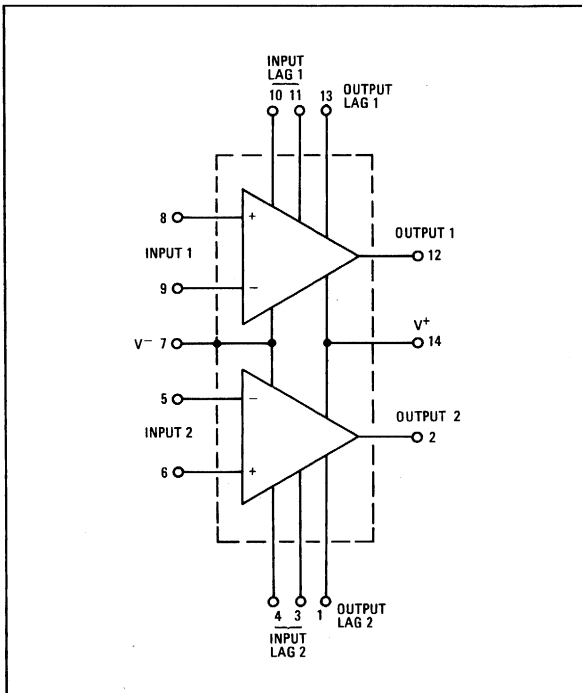 INPUT
LAG 1
10 11
13 OUTPUT
LAG 1
8 +
OUTPUT 1
12
INPUT 1
9 −
V− 7
V+
14
5 −
OUTPUT 2
2
INPUT 2
6 +
4 3
INPUT
LAG 2
1 OUTPUT
LAG 2